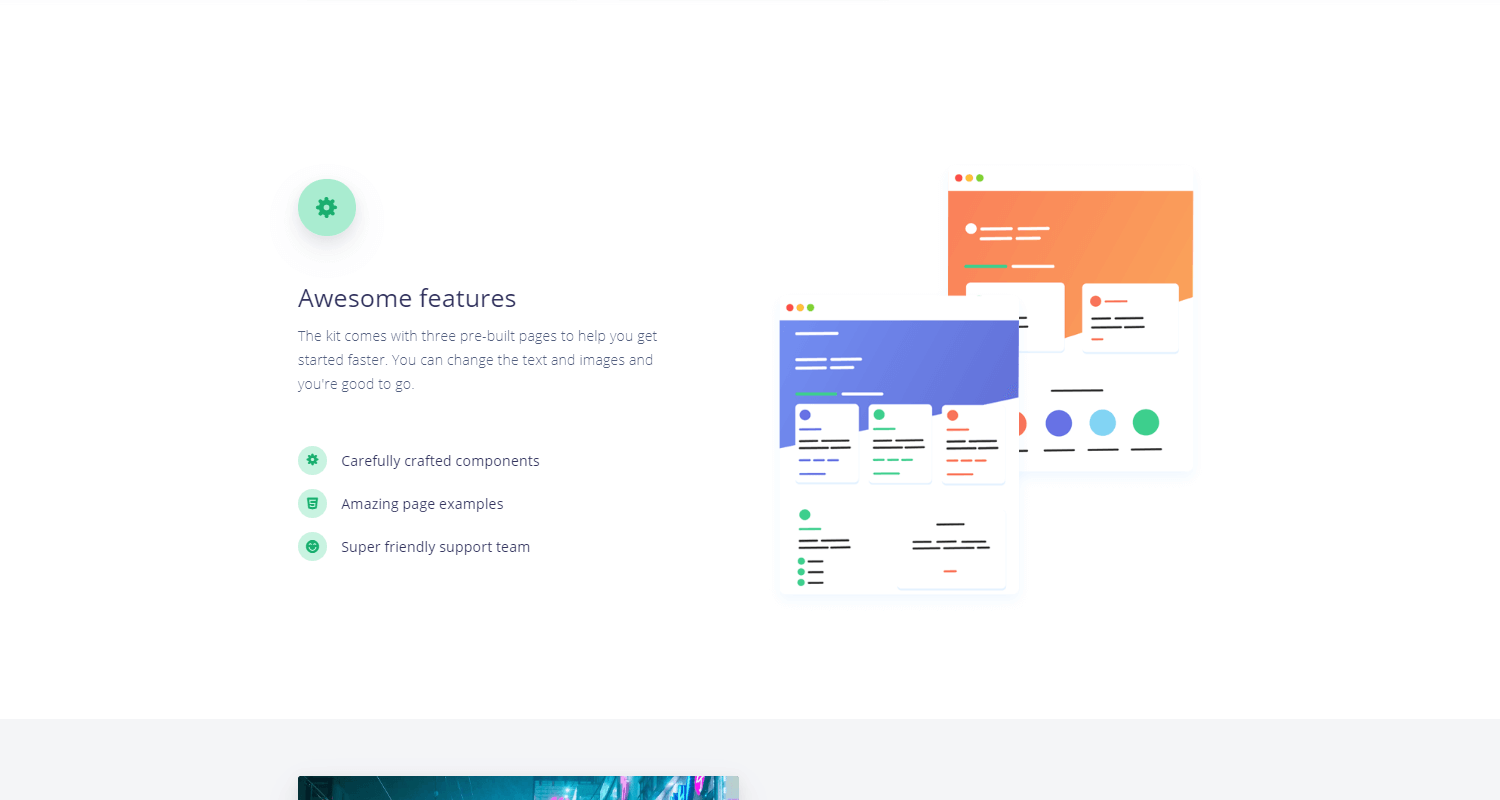 Awesome features
The kit comes with three pre-built pages to help you get
started faster. You can change the text and images and
you're good to go.
Carefully crafted components
Amazing page examples
Super friendly support team